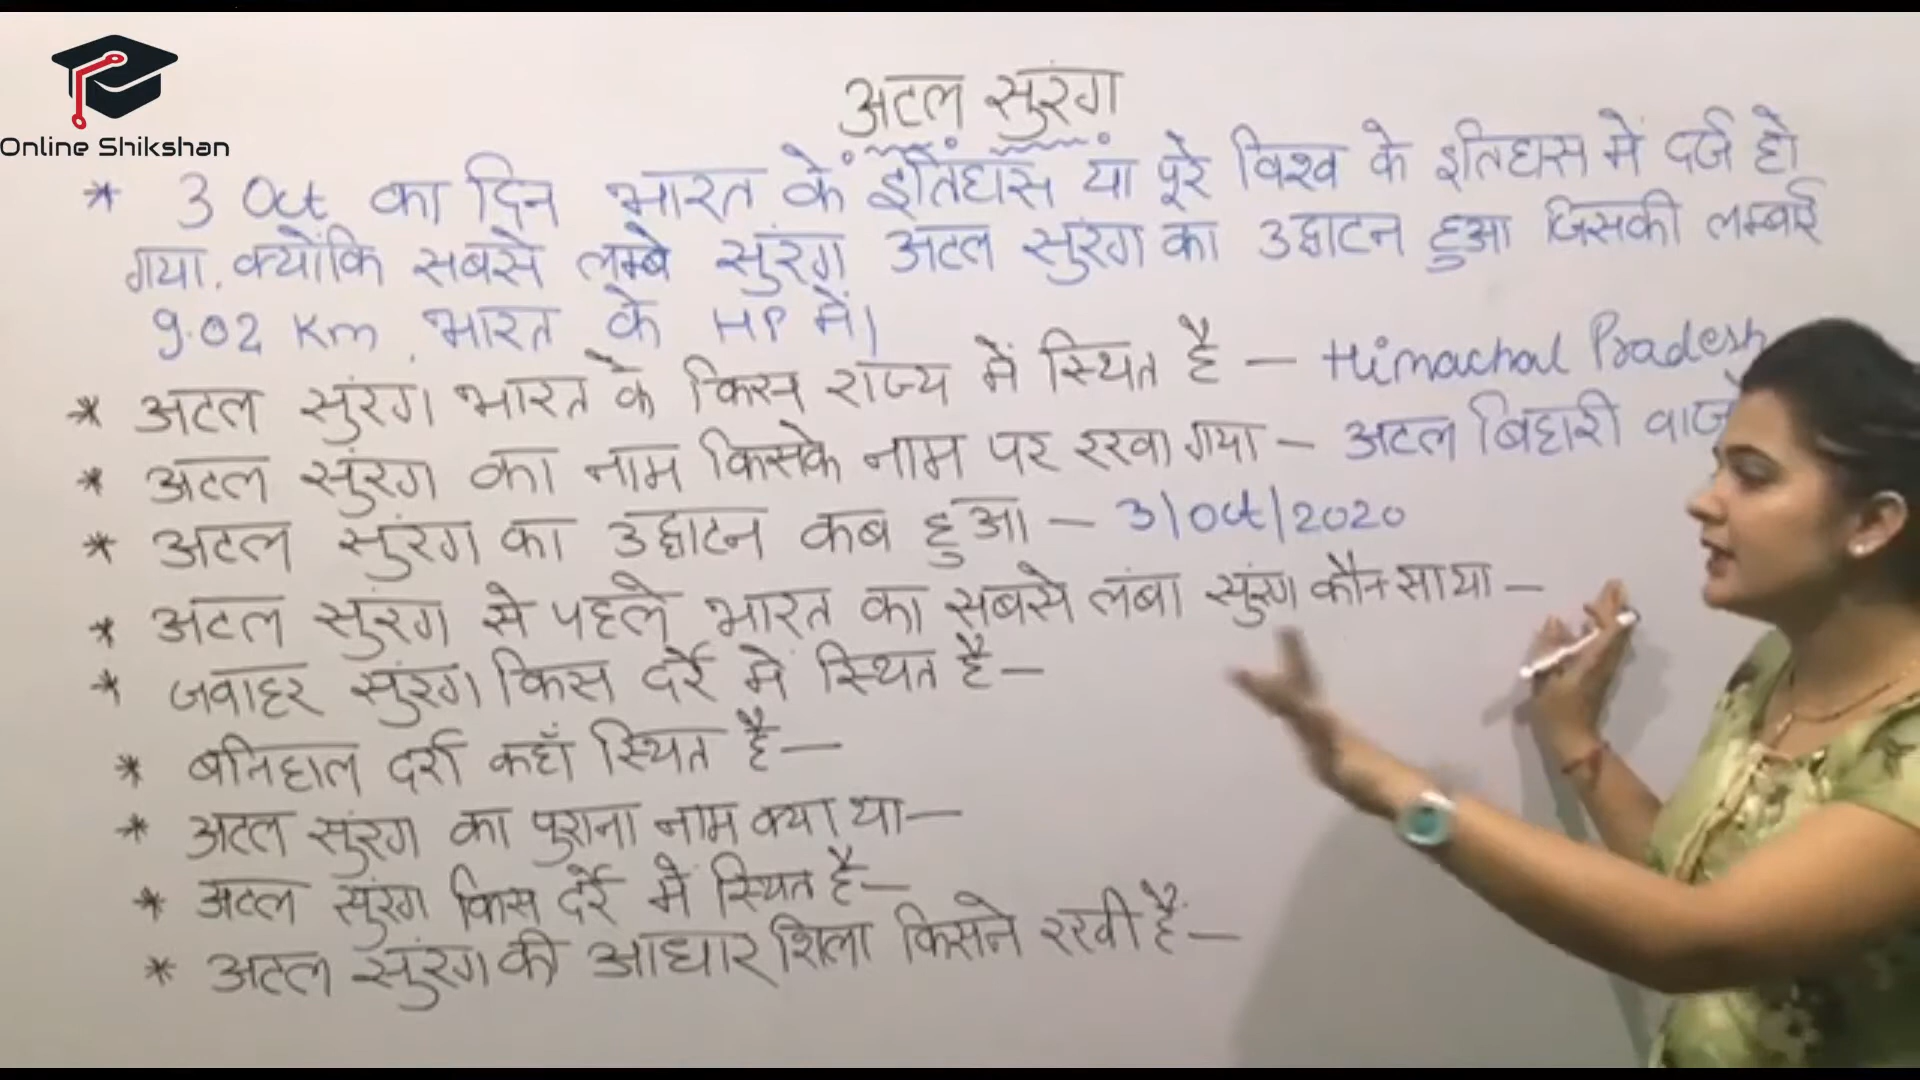 Online Shikshan
अटल सुरंग
* 3 Oct का दिन भारत के इतिहास या पूरे विश्व के इतिहास में दर्ज हो
गया. क्योंकि सबसे लम्बे सुरंग अटल सुरंग का उद्घाटन हुआ जिसकी लम्बाई
9.02 Km, भारत के HP में।
* अटल सुरंग भारत के किस राज्य में स्थित है — Himachal Pradesh
* अटल सुरंग का नाम किसके नाम पर रखा गया — अटल बिहारी
* अटल सुरंग का उद्घाटन कब हुआ — 3/Oct/2020
* अटल सुरंग से पहले भारत का सबसे लंबा सुरंग कौन सा था —
* जवाहर सुरंग किस दर्रे में स्थित है —
* बनिहाल दर्रा कहाँ स्थित है —
* अटल सुरंग का पुराना नाम क्या था —
* अटल सुरंग किस दर्रे में स्थित है —
* अटल सुरंग की आधार शिला किसने रखी है —